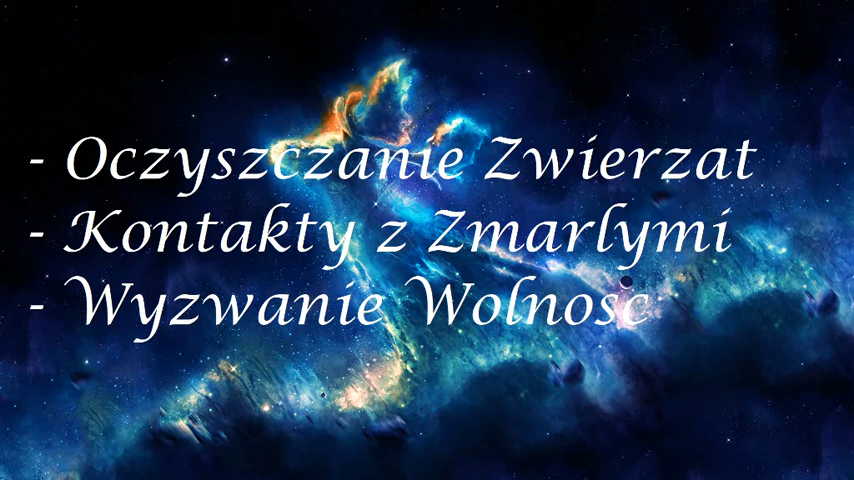 - Oczyszczanie Zwierzat
- Kontakty z Zmarlymi
- Wyzwanie Wolnosc